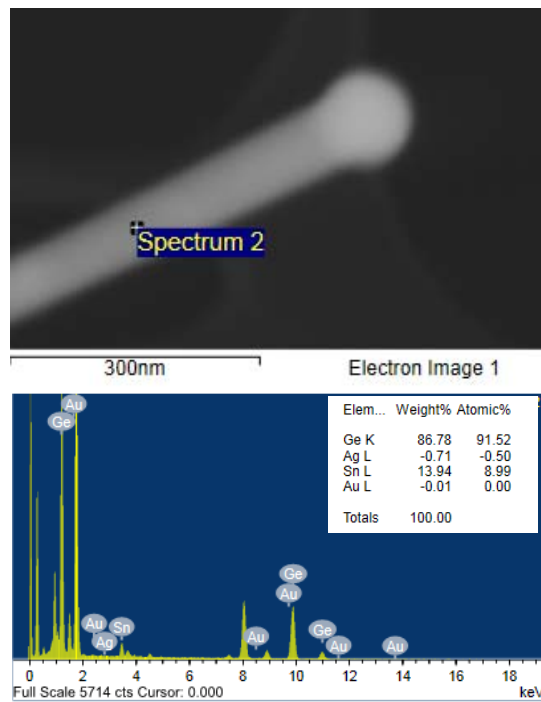 Spectrum 2
300nm
Electron Image 1
Elem... Weight% Atomic%
Ge K 86.78 91.52
Ag L -0.71 -0.50
Sn L 13.94 8.99
Au L -0.01 0.00
Totals 100.00
Au
Ge
Au
Ag
Sn
Au
Ge
Au
Ge
Au
Au
0 2 4 6 8 10 12 14 16 18
Full Scale 5714 cts Cursor: 0.000